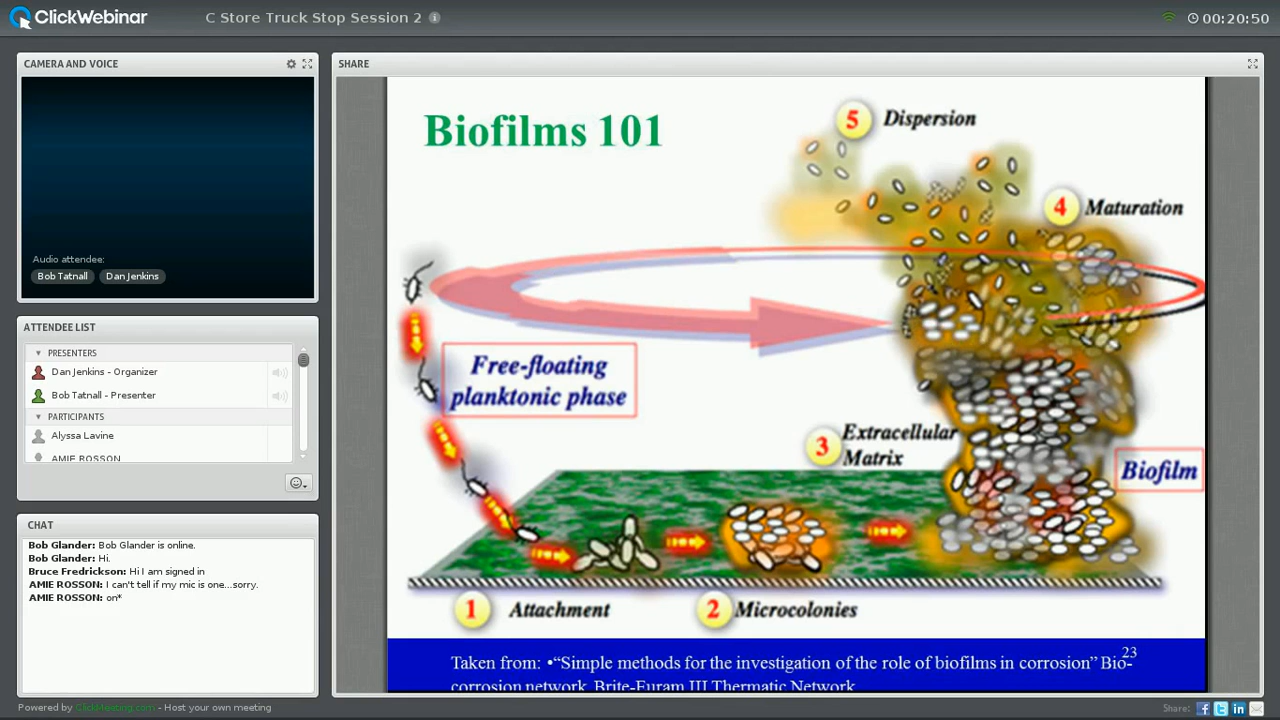 ClickWebinar
C Store Truck Stop Session 2
00:20:50
CAMERA AND VOICE
Audio attendee:
Bob Tatnall Dan Jenkins
ATTENDEE LIST
PRESENTERS
Dan Jenkins - Organizer
Bob Tatnall - Presenter
PARTICIPANTS
Alyssa Lavine
AMIE ROSSON
CHAT
Bob Glander: Bob Glander is online.
Bob Glander: Hi.
Bruce Fredrickson: Hi I am signed in
AMIE ROSSON: I can't tell if my mic is one...sorry.
AMIE ROSSON: on*
SHARE
Biofilms 101
5 Dispersion
4 Maturation
Free-floating
planktonic phase
3 Extracellular
Matrix
Biofilm
1 Attachment
2 Microcolonies
23
Taken from: •“Simple methods for the investigation of the role of biofilms in corrosion” Bio-
corrosion network, Brite-Euram III Thermatic Network
Powered by ClickMeeting.com - Host your own meeting
Share: